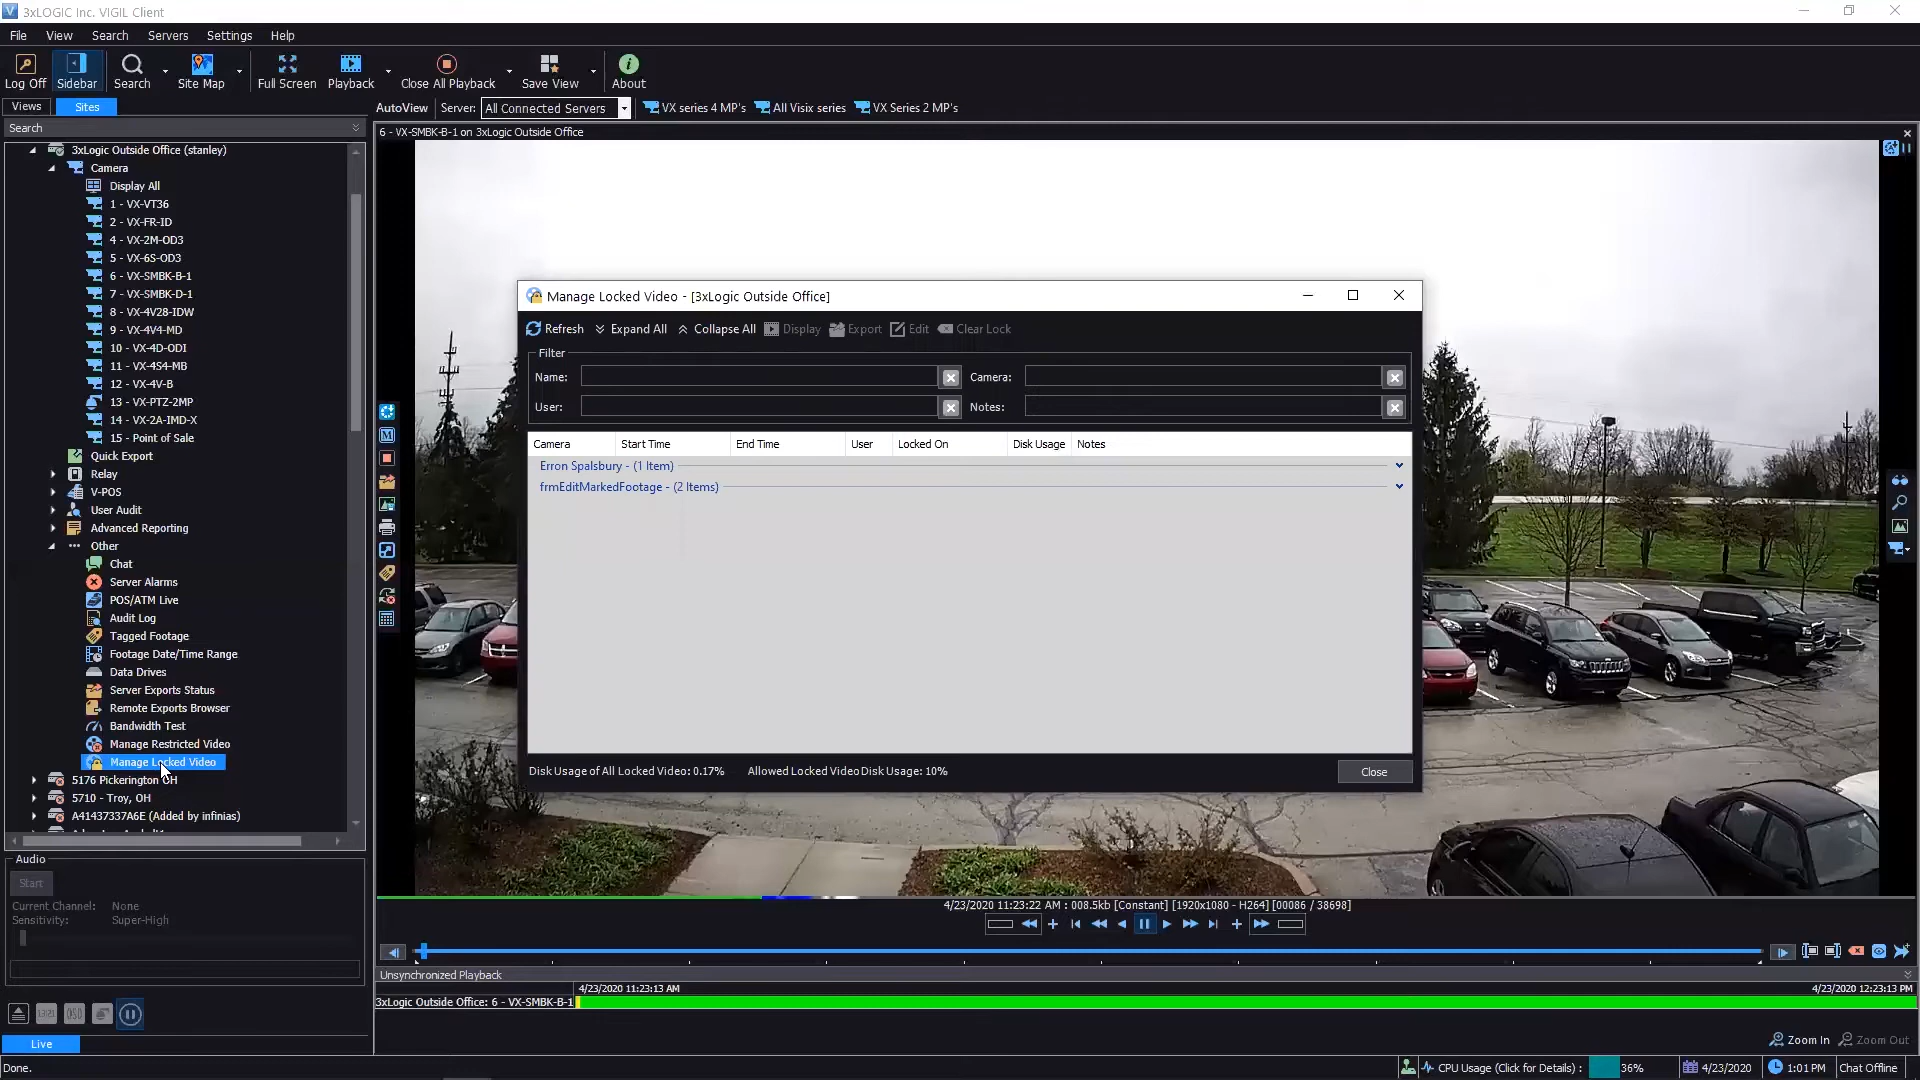 3xLOGIC Inc. VIGIL Client
File View Search Servers Settings Help
Log Off Sidebar Search Site Map Full Screen Playback Close All Playback Save View About
Views Sites
AutoView Server: All Connected Servers VX series 4 MP's All Visix series VX Series 2 MP's
Search
6 - VX-SMBK-B-1 on 3xLogic Outside Office
3xLogic Outside Office (stanley)
Camera
Display All
1 - VX-VT36
2 - VX-FR-ID
4 - VX-2M-OD3
5 - VX-6S-OD3
6 - VX-SMBK-B-1
7 - VX-SMBK-D-1
8 - VX-4V28-IDW
9 - VX-4V4-MD
10 - VX-4D-ODI
11 - VX-4S4-MB
12 - VX-4V-B
13 - VX-PTZ-2MP
14 - VX-2A-IMD-X
15 - Point of Sale
Quick Export
Relay
V-POS
User Audit
Advanced Reporting
Other
Chat
Server Alarms
POS/ATM Live
Audit Log
Tagged Footage
Footage Date/Time Range
Data Drives
Server Exports Status
Remote Exports Browser
Bandwidth Test
Manage Restricted Video
Manage Locked Video
5176 Pickerington OH
5710 - Troy, OH
A41437337A6E (Added by infinias)
Manage Locked Video - [3xLogic Outside Office]
Refresh Expand All Collapse All Display Export Edit Clear Lock
Filter
Name: Camera:
User: Notes:
Camera Start Time End Time User Locked On Disk Usage Notes
Erron Spalsbury - (1 Item)
frmEditMarkedFootage - (2 Items)
Disk Usage of All Locked Video: 0.17% Allowed Locked Video Disk Usage: 10% Close
Audio
Start
Current Channel: None
Sensitivity: Super-High
Live
4/23/2020 11:23:22 AM : 008.5kb [Constant] [1920x1080 - H264] [00086 / 38698]
Unsynchronized Playback
4/23/2020 11:23:13 AM 4/23/2020 12:23:13 PM
3xLogic Outside Office: 6 - VX-SMBK-B-1
Zoom In Zoom Out
Done. CPU Usage (Click for Details) : 36% 4/23/2020 1:01 PM Chat Offline